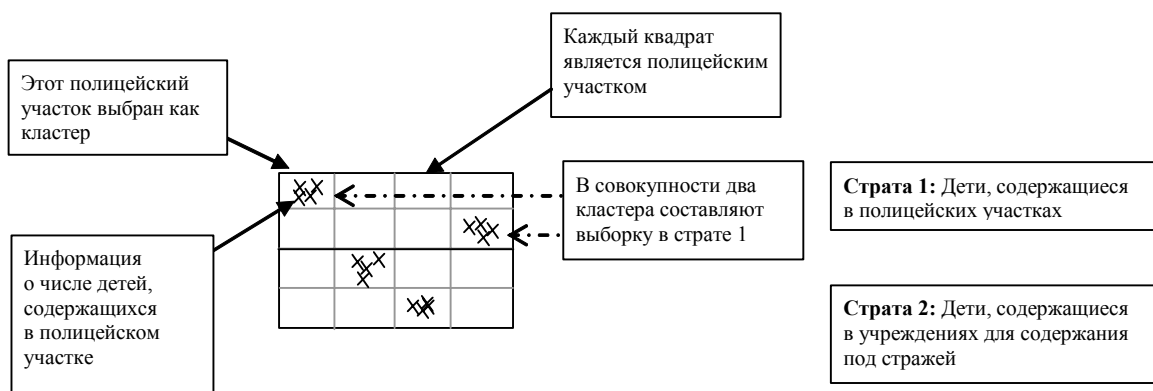 Этот полицейский
участок выбран как
кластер
Каждый квадрат
является полицейским
участком
В совокупности два
кластера составляют
выборку в страте 1
Страта 1: Дети, содержащиеся
в полицейских участках
Информация
о числе детей,
содержащихся
в полицейском
участке
Страта 2: Дети, содержащиеся
в учреждениях для содержания
под стражей